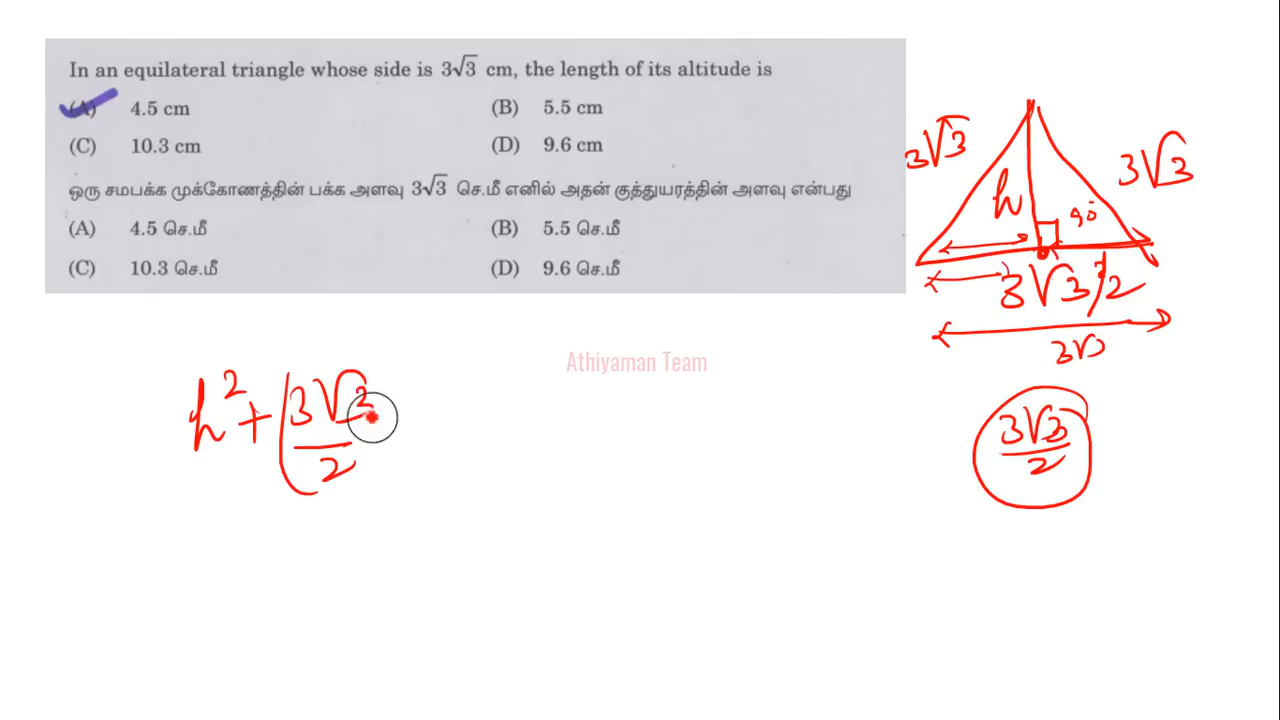 In an equilateral triangle whose side is 3√3 cm, the length of its altitude is
(A) 4.5 cm (B) 5.5 cm
(C) 10.3 cm (D) 9.6 cm
ஒரு சமபக்க முக்கோணத்தின் பக்க அளவு 3√3 செ.மீ எனில் அதன் குத்துயரத்தின் அளவு என்பது
(A) 4.5 செ.மீ (B) 5.5 செ.மீ
(C) 10.3 செ.மீ (D) 9.6 செ.மீ
3√3
3√3
h
90°
3√3/2
3√3
Athiyaman Team
h² + (3√3/2
3√3/2